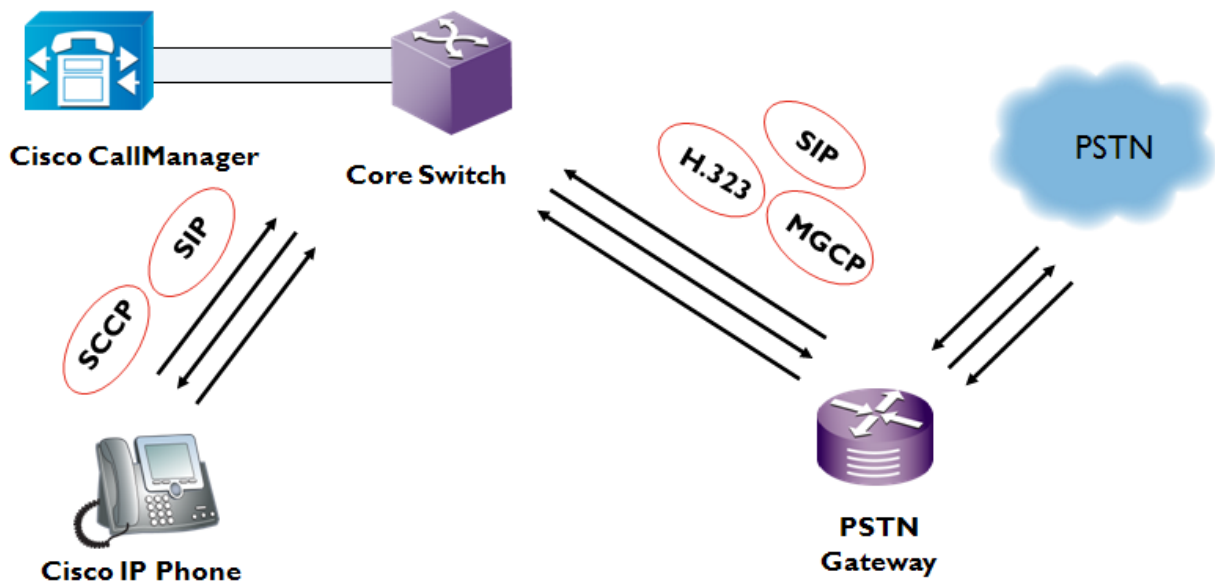 Cisco CallManager
Core Switch
SIP
H.323
MGCP
PSTN
SIP
SCCP
Cisco IP Phone
PSTN
Gateway